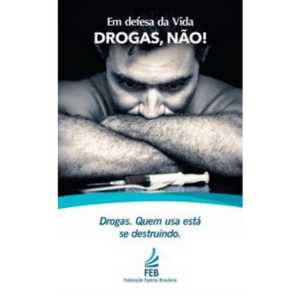 Em defesa da Vida
DROGAS, NÃO!
Drogas. Quem usa está
se destruindo.
FEB
Federação Espírita Brasileira